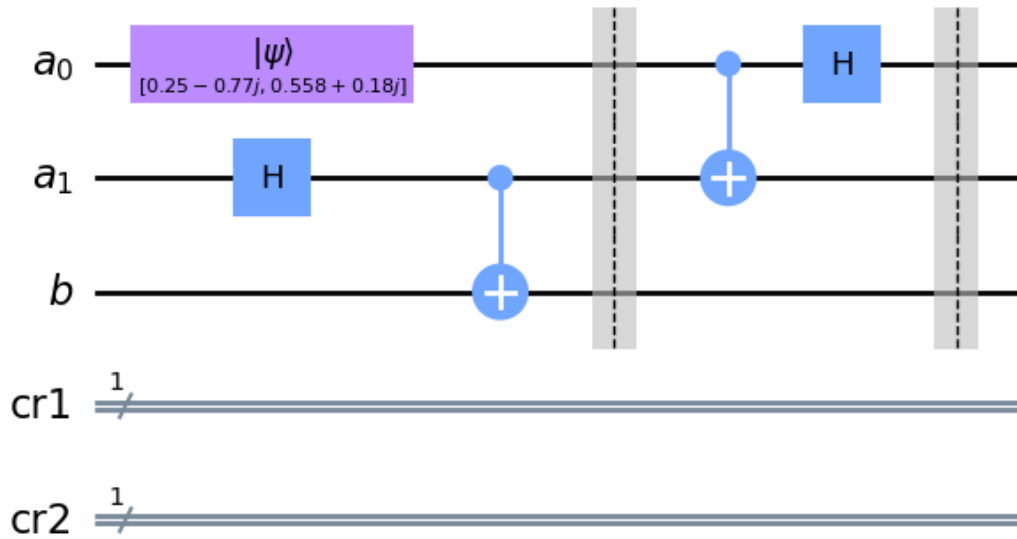 a₀
|ψ⟩
[0.25 − 0.77j, 0.558 + 0.18j]
H
a₁
H
b
1
cr1
1
cr2